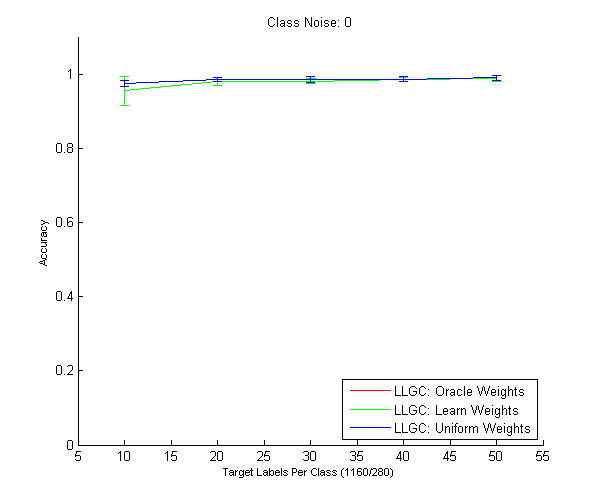 Class Noise: 0
Accuracy
1
0.8
0.6
0.4
0.2
0
5 10 15 20 25 30 35 40 45 50 55
Target Labels Per Class (1160/280)
LLGC: Oracle Weights
LLGC: Learn Weights
LLGC: Uniform Weights